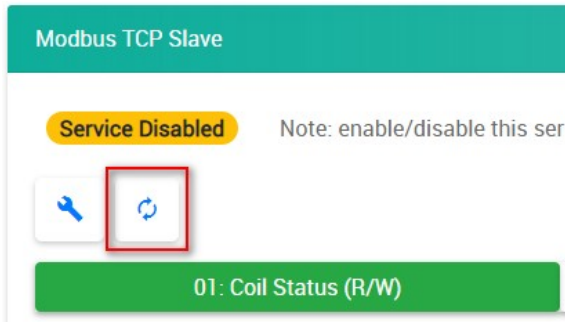 Modbus TCP Slave
Service Disabled Note: enable/disable this ser
01: Coil Status (R/W)